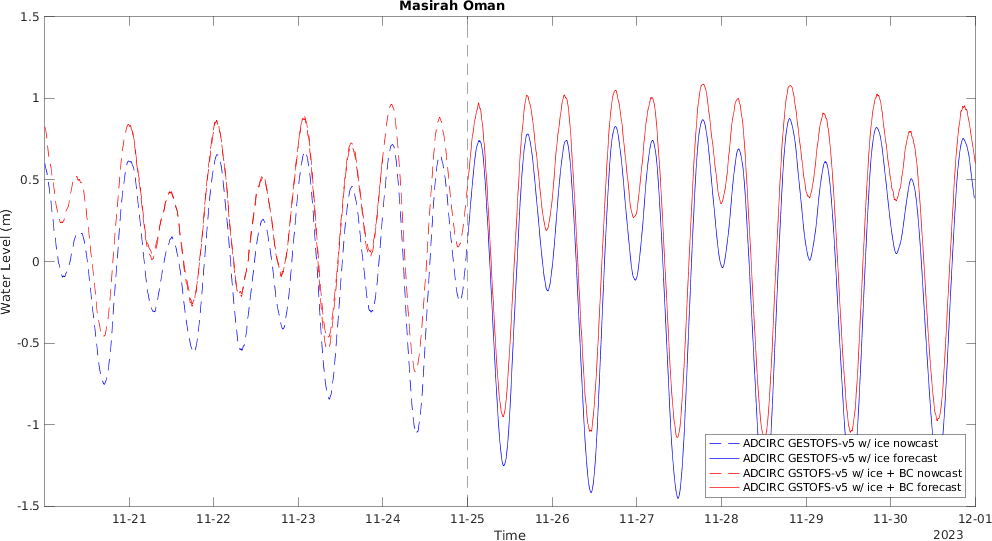 Masirah Oman
1.5
1
0.5
0
-0.5
-1
-1.5
Water Level (m)
ADCIRC GESTOFS-v5 w/ ice nowcast
ADCIRC GESTOFS-v5 w/ ice forecast
ADCIRC GSTOFS-v5 w/ ice + BC nowcast
ADCIRC GSTOFS-v5 w/ ice + BC forecast
11-21 11-22 11-23 11-24 11-25 11-26 11-27 11-28 11-29 11-30 12-01
Time
2023